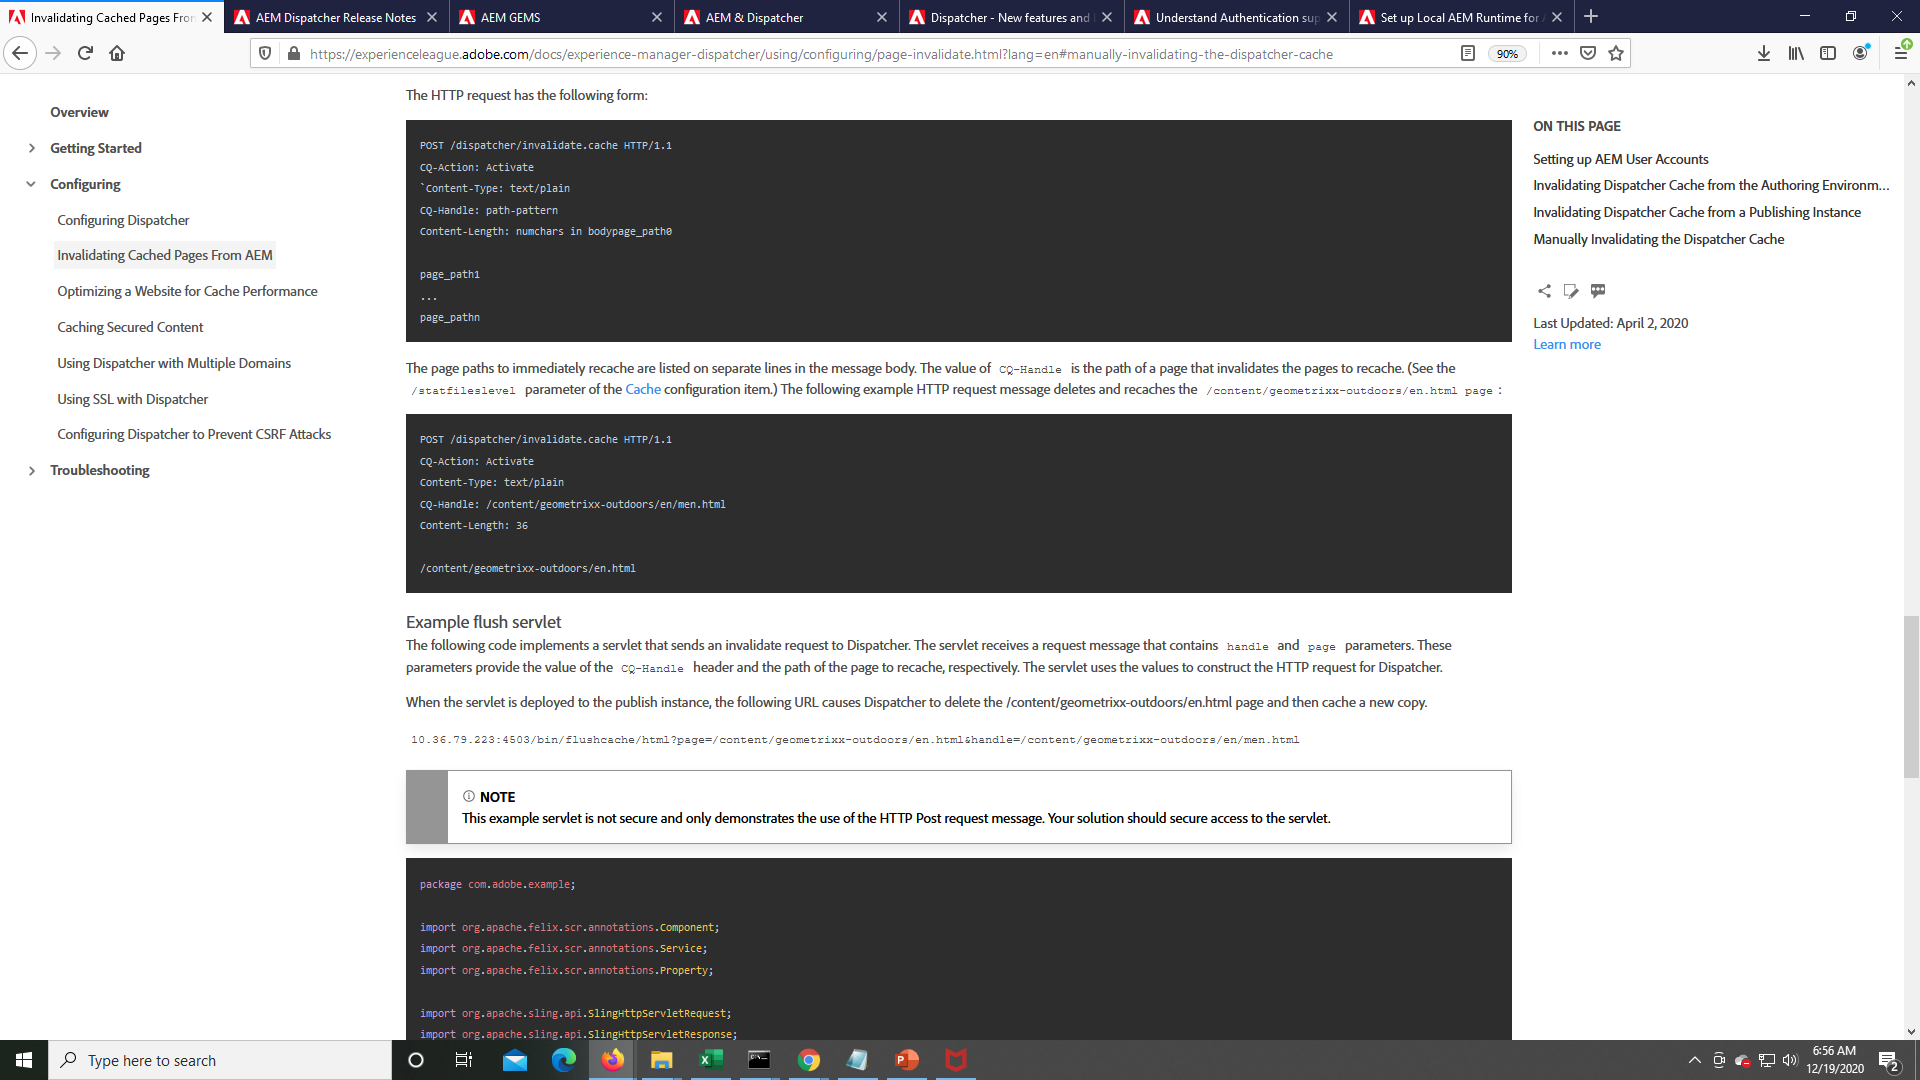 Invalidating Cached Pages From
AEM Dispatcher Release Notes
AEM GEMS
AEM & Dispatcher
Dispatcher - New features and
Understand Authentication sup
Set up Local AEM Runtime for
https://experienceleague.adobe.com/docs/experience-manager-dispatcher/using/configuring/page-invalidate.html?lang=en#manually-invalidating-the-dispatcher-cache
90%
Overview
Getting Started
Configuring
Configuring Dispatcher
Invalidating Cached Pages From AEM
Optimizing a Website for Cache Performance
Caching Secured Content
Using Dispatcher with Multiple Domains
Using SSL with Dispatcher
Configuring Dispatcher to Prevent CSRF Attacks
Troubleshooting
The HTTP request has the following form:
POST /dispatcher/invalidate.cache HTTP/1.1
CQ-Action: Activate
`Content-Type: text/plain
CQ-Handle: path-pattern
Content-Length: numchars in bodypage_path0
page_path1
...
page_pathn
The page paths to immediately recache are listed on separate lines in the message body. The value of CQ-Handle is the path of a page that invalidates the pages to recache. (See the
/statfileslevel parameter of the Cache configuration item.) The following example HTTP request message deletes and recaches the /content/geometrixx-outdoors/en.html page :
POST /dispatcher/invalidate.cache HTTP/1.1
CQ-Action: Activate
Content-Type: text/plain
CQ-Handle: /content/geometrixx-outdoors/en/men.html
Content-Length: 36
/content/geometrixx-outdoors/en.html
Example flush servlet
The following code implements a servlet that sends an invalidate request to Dispatcher. The servlet receives a request message that contains handle and page parameters. These
parameters provide the value of the CQ-Handle header and the path of the page to recache, respectively. The servlet uses the values to construct the HTTP request for Dispatcher.
When the servlet is deployed to the publish instance, the following URL causes Dispatcher to delete the /content/geometrixx-outdoors/en.html page and then cache a new copy.
10.36.79.223:4503/bin/flushcache/html?page=/content/geometrixx-outdoors/en.html&handle=/content/geometrixx-outdoors/en/men.html
NOTE
This example servlet is not secure and only demonstrates the use of the HTTP Post request message. Your solution should secure access to the servlet.
package com.adobe.example;
import org.apache.felix.scr.annotations.Component;
import org.apache.felix.scr.annotations.Service;
import org.apache.felix.scr.annotations.Property;
import org.apache.sling.api.SlingHttpServletRequest;
import org.apache.sling.api.SlingHttpServletResponse;
ON THIS PAGE
Setting up AEM User Accounts
Invalidating Dispatcher Cache from the Authoring Environm...
Invalidating Dispatcher Cache from a Publishing Instance
Manually Invalidating the Dispatcher Cache
Last Updated: April 2, 2020
Learn more
Type here to search
6:56 AM
12/19/2020
2